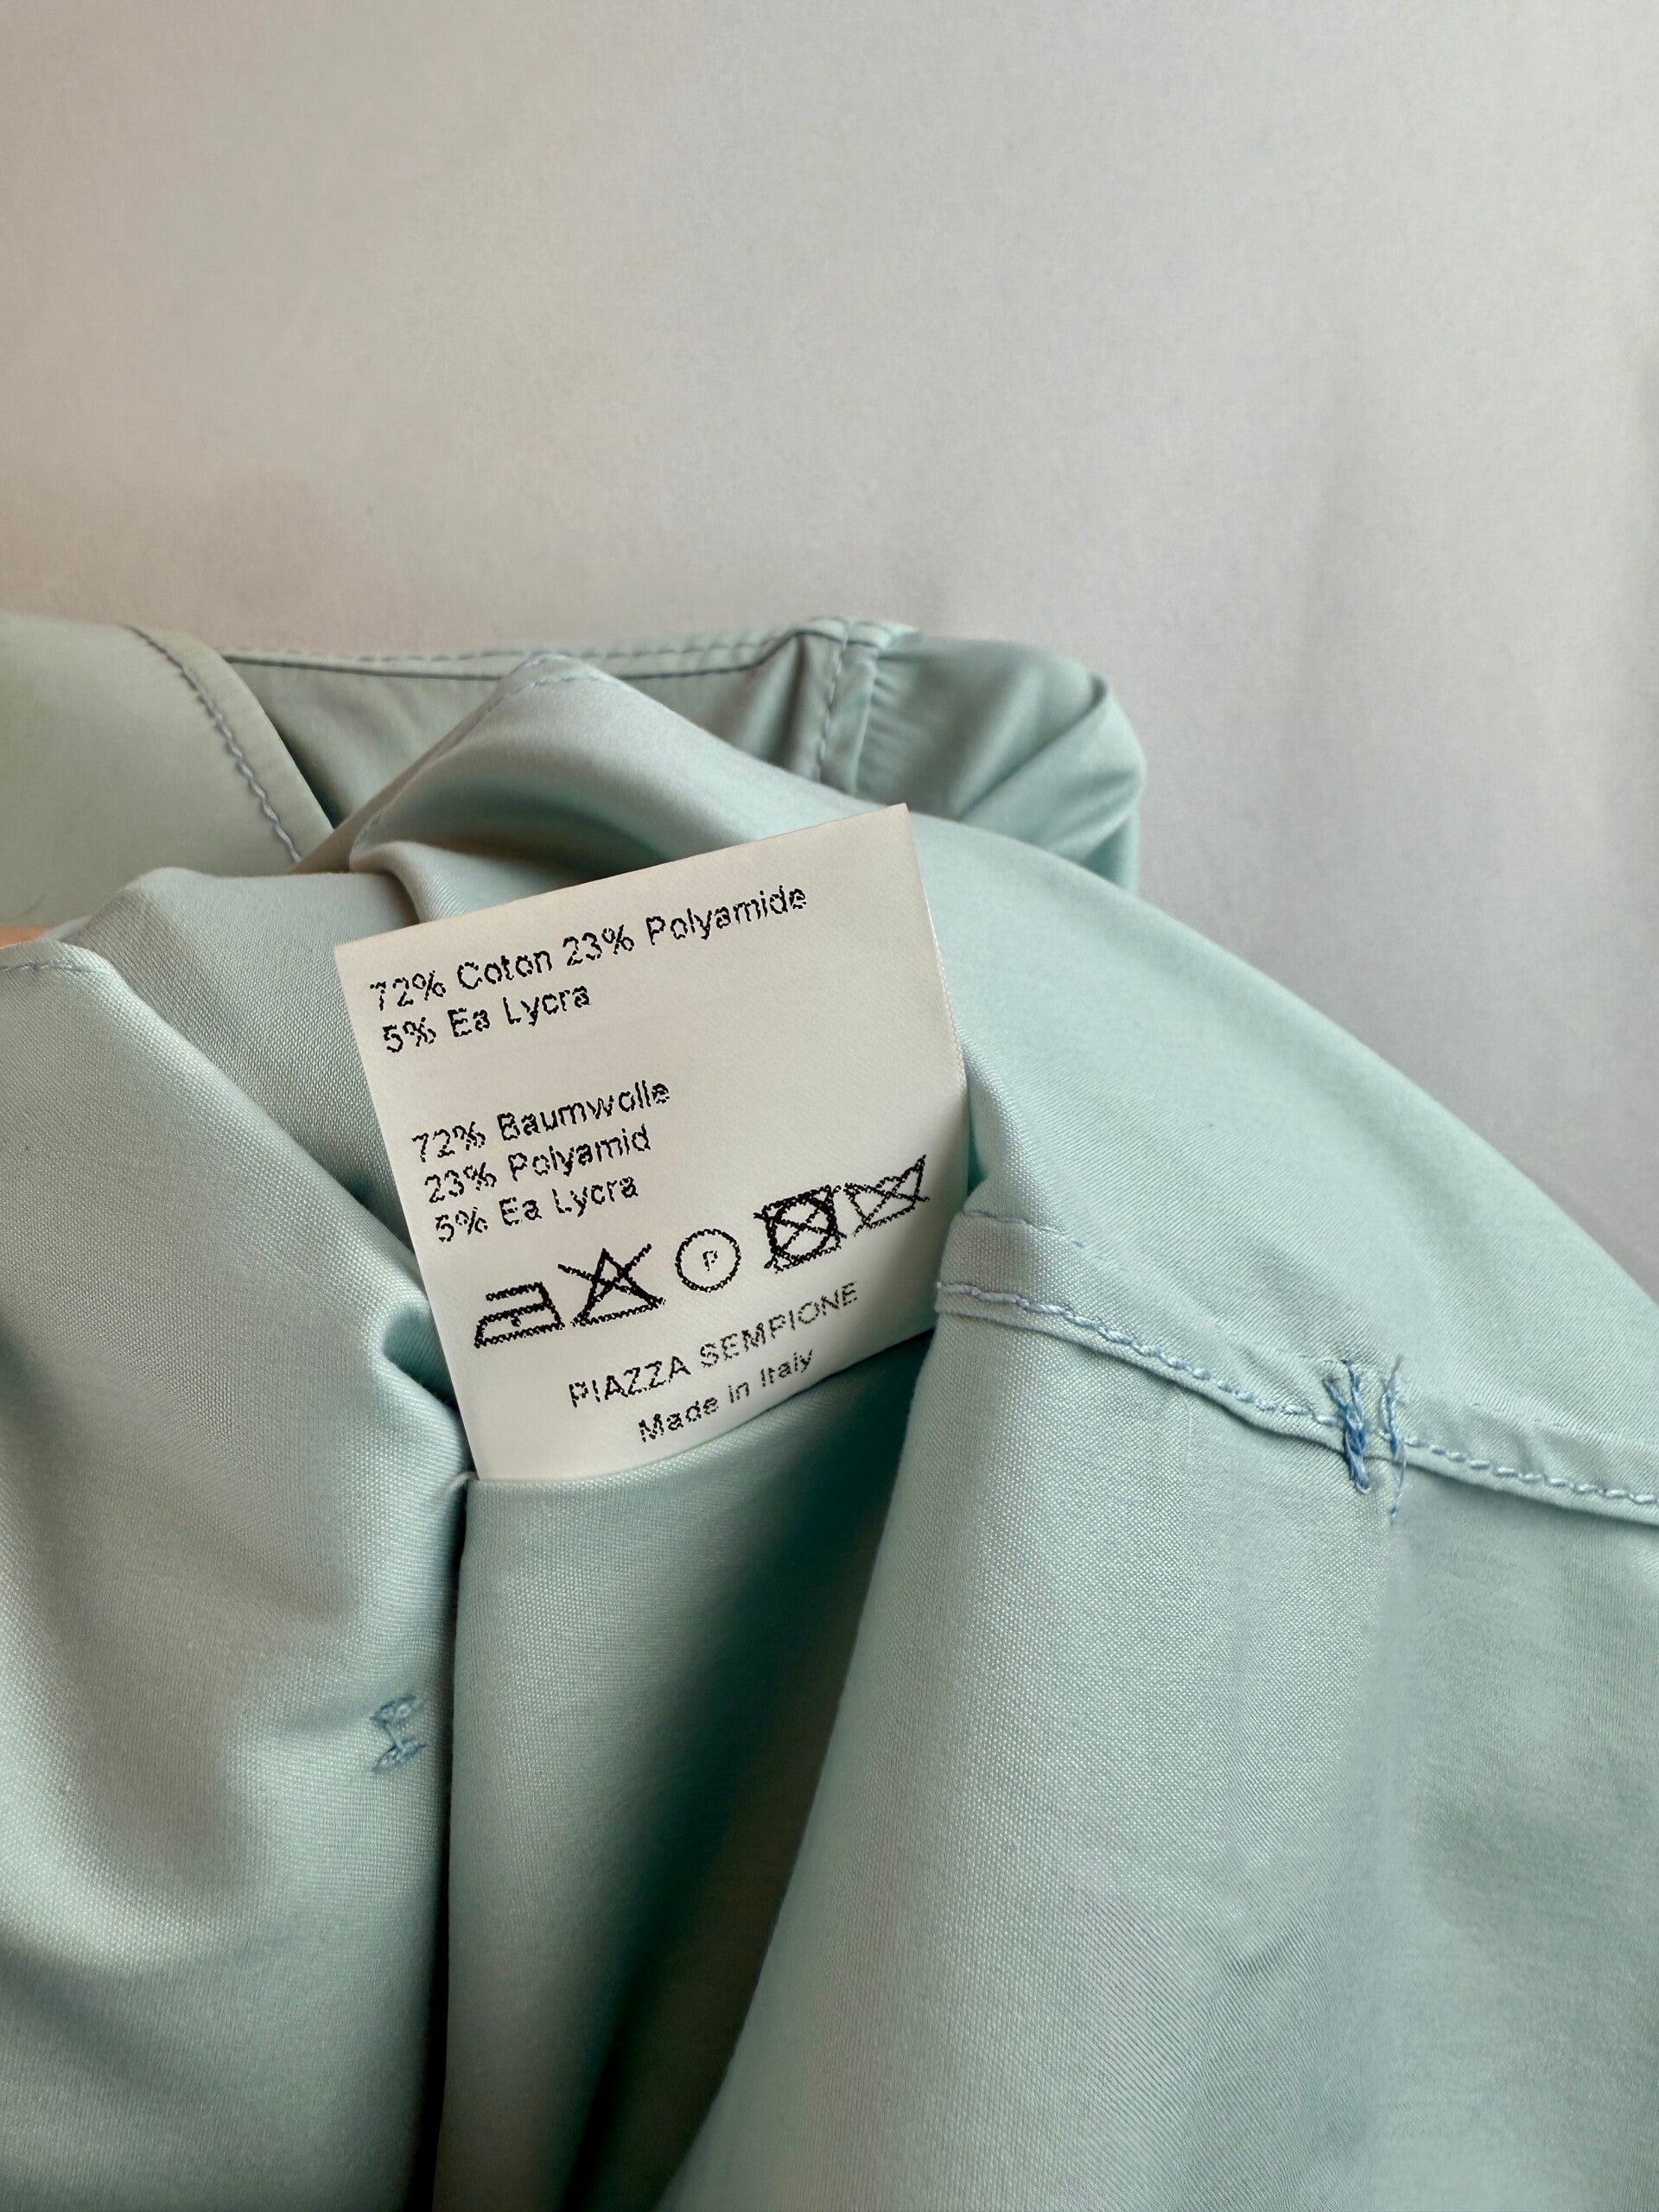 72% Coton 23% Polyamide
5% Ea Lycra
72% Baumwolle
23% Polyamid
5% Ea Lycra
P
PIAZZA SEMPIONE
Made in Italy